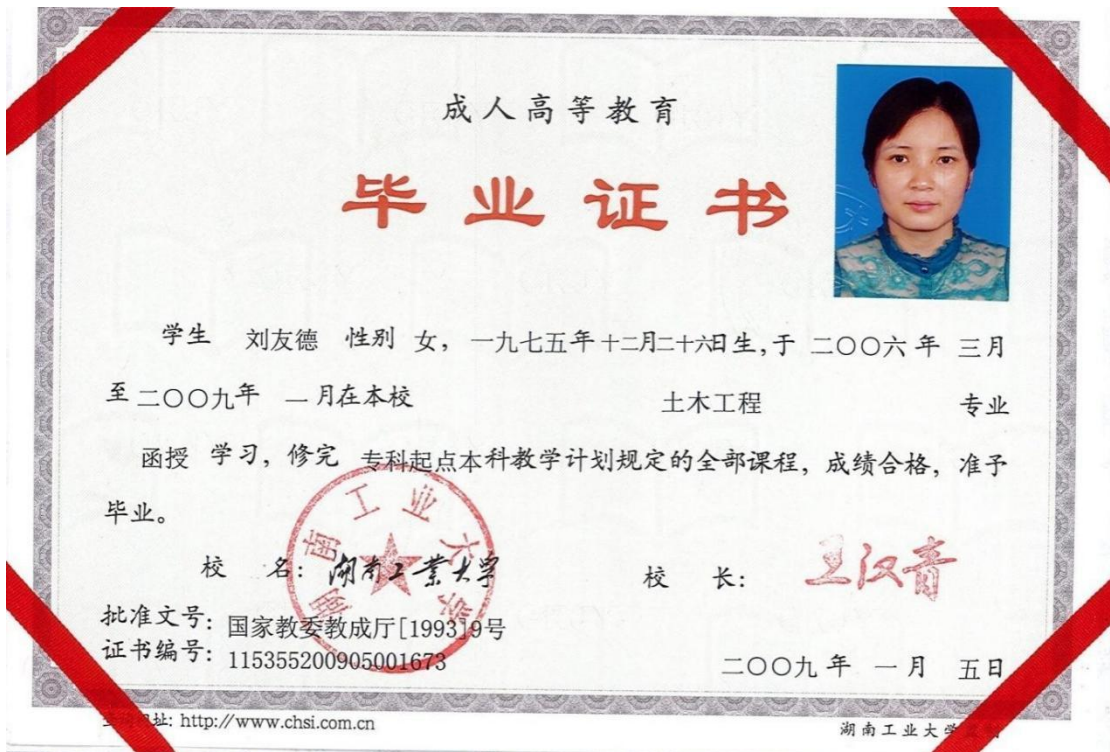 成人高等教育
毕业证书
学生 刘友德 性别 女，一九七五年十二月二十六日生，于 二〇〇六年 三月
至二〇〇九年 一月在本校 土木工程 专业
函授 学习，修完 专科起点本科教学计划规定的全部课程，成绩合格，准予
毕业。
校 名：湖南工业大学
校 长：王汉青
湖南工业大学
批准文号：国家教委教成厅[1993]9号
证书编号：115355200905001673
二〇〇九年 一月 五日
址：http://www.chsi.com.cn
湖南工业大学